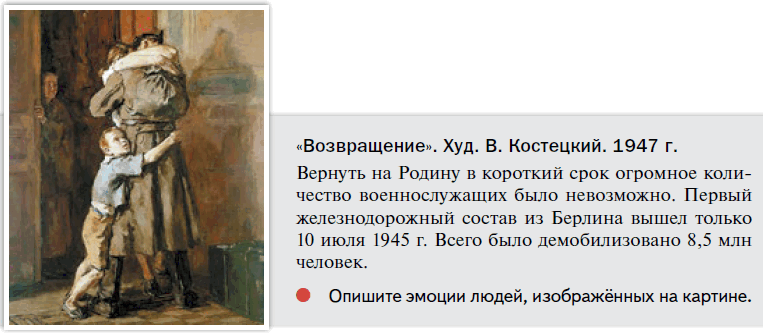 «Возвращение». Худ. В. Костецкий. 1947 г.
Вернуть на Родину в короткий срок огромное коли-
чество военнослужащих было невозможно. Первый
железнодорожный состав из Берлина вышел только
10 июля 1945 г. Всего было демобилизовано 8,5 млн
человек.
Опишите эмоции людей, изображённых на картине.